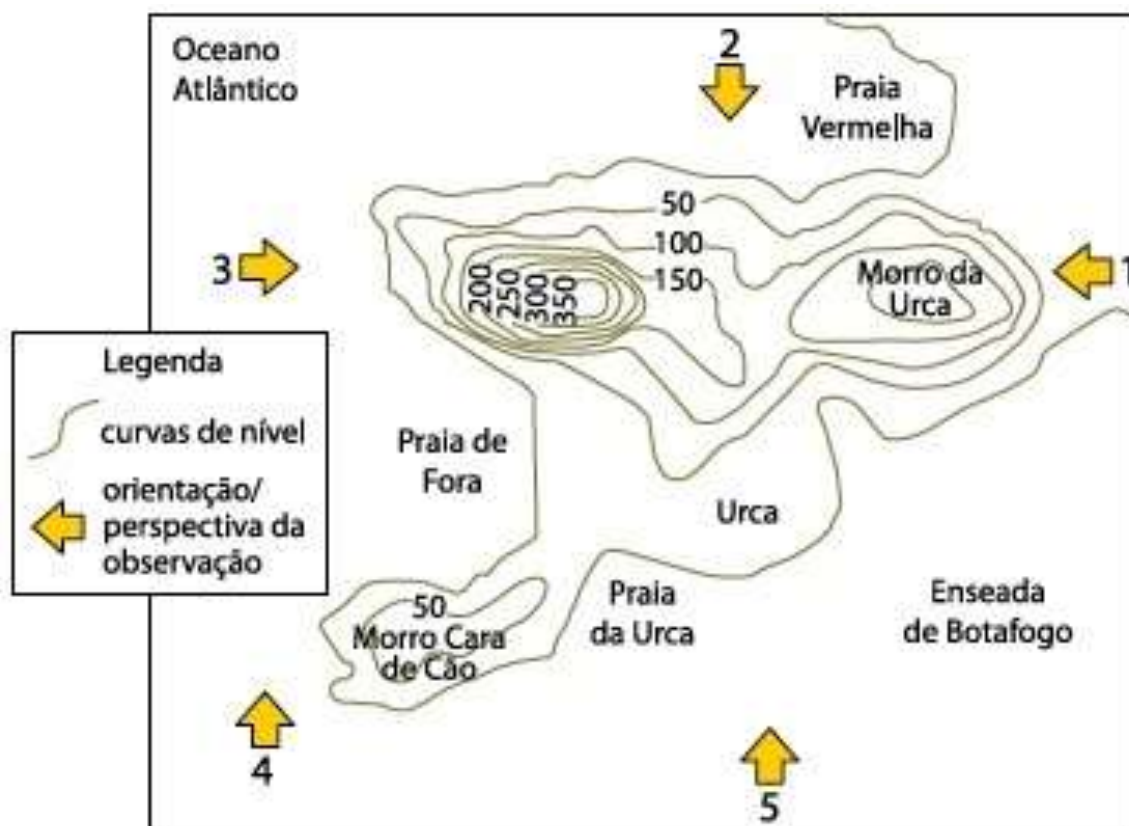 Oceano
Atlântico
2
Praia
Vermelha
50
100
150
3
200
250
300
350
Morro da
Urca
1
Legenda
curvas de nível
orientação/
perspectiva da
observação
Praia de
Fora
Urca
50
Morro Cara
de Cão
Praia
da Urca
Enseada
de Botafogo
4
5